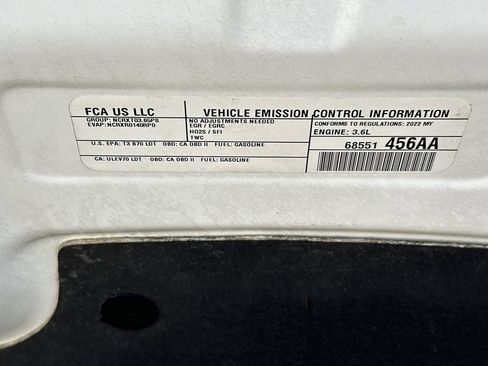 FCA US LLC
VEHICLE EMISSION CONTROL INFORMATION
GROUP: NCRXT03.65P8
EVAP: NCRXR0140RP0
NO ADJUSTMENTS NEEDED
EGR / EGRC
HO2S / SFI
TWC
CONFORMS TO REGULATIONS: 2022 MY
ENGINE: 3.6L
U.S. EPA: T3 B70 LDT OBD: CA OBD II FUEL: GASOLINE
CA: ULEV70 LDT OBD: CA OBD II FUEL: GASOLINE
68551 456AA